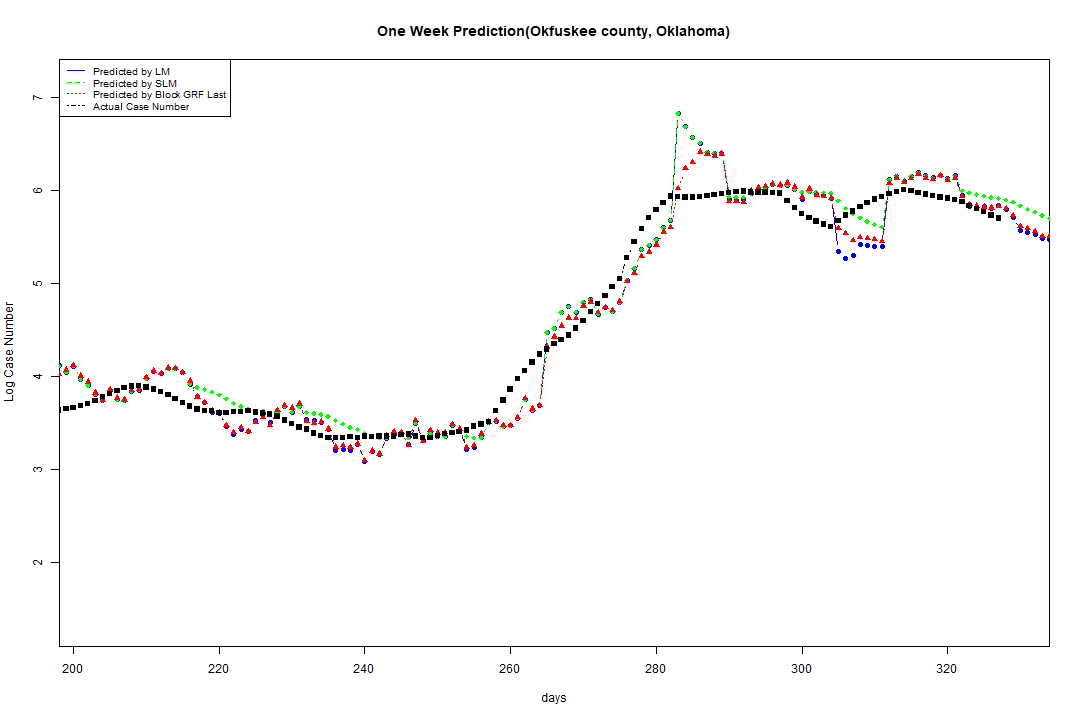 One Week Prediction(Okfuskee county, Oklahoma)
Predicted by LM
Predicted by SLM
Predicted by Block GRF Last
Actual Case Number
7
6
5
4
3
2
Log Case Number
200 220 240 260 280 300 320
days